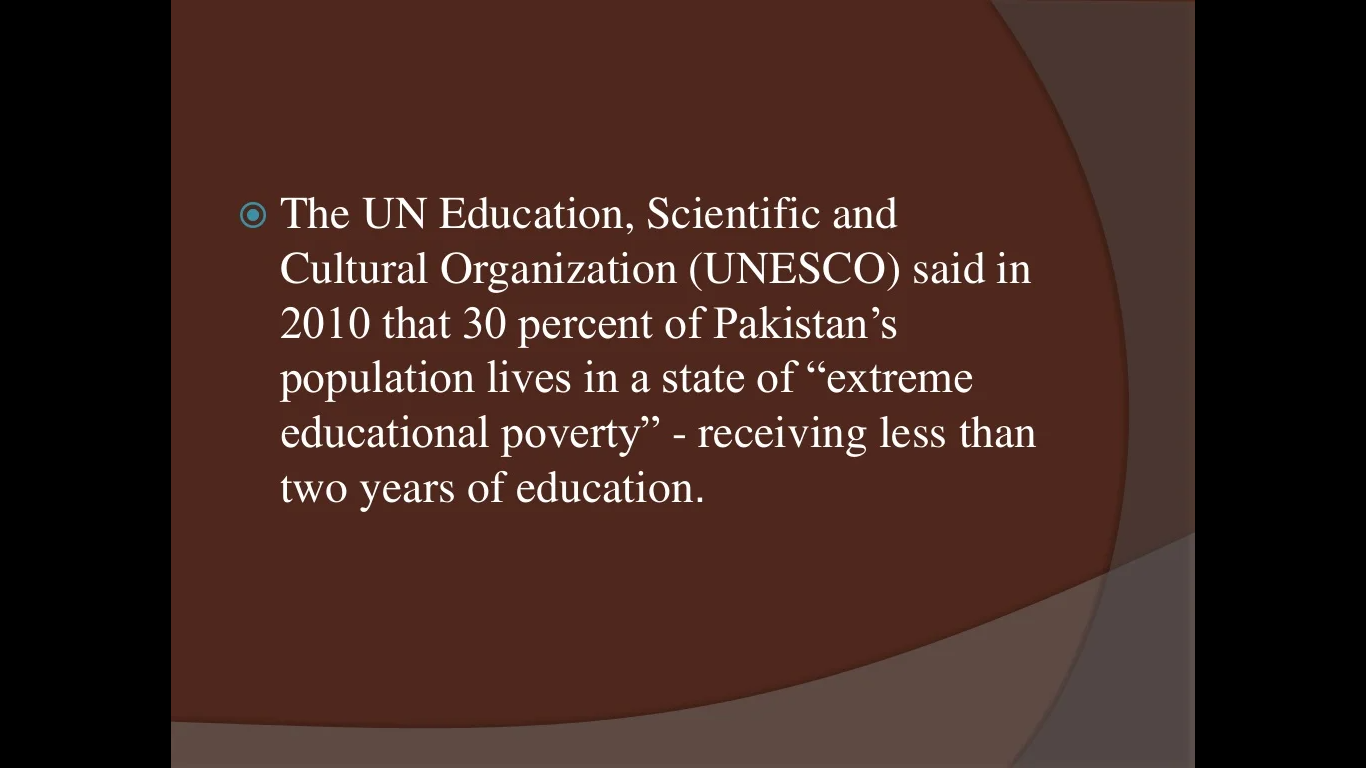 The UN Education, Scientific and
Cultural Organization (UNESCO) said in
2010 that 30 percent of Pakistan’s
population lives in a state of “extreme
educational poverty” - receiving less than
two years of education.